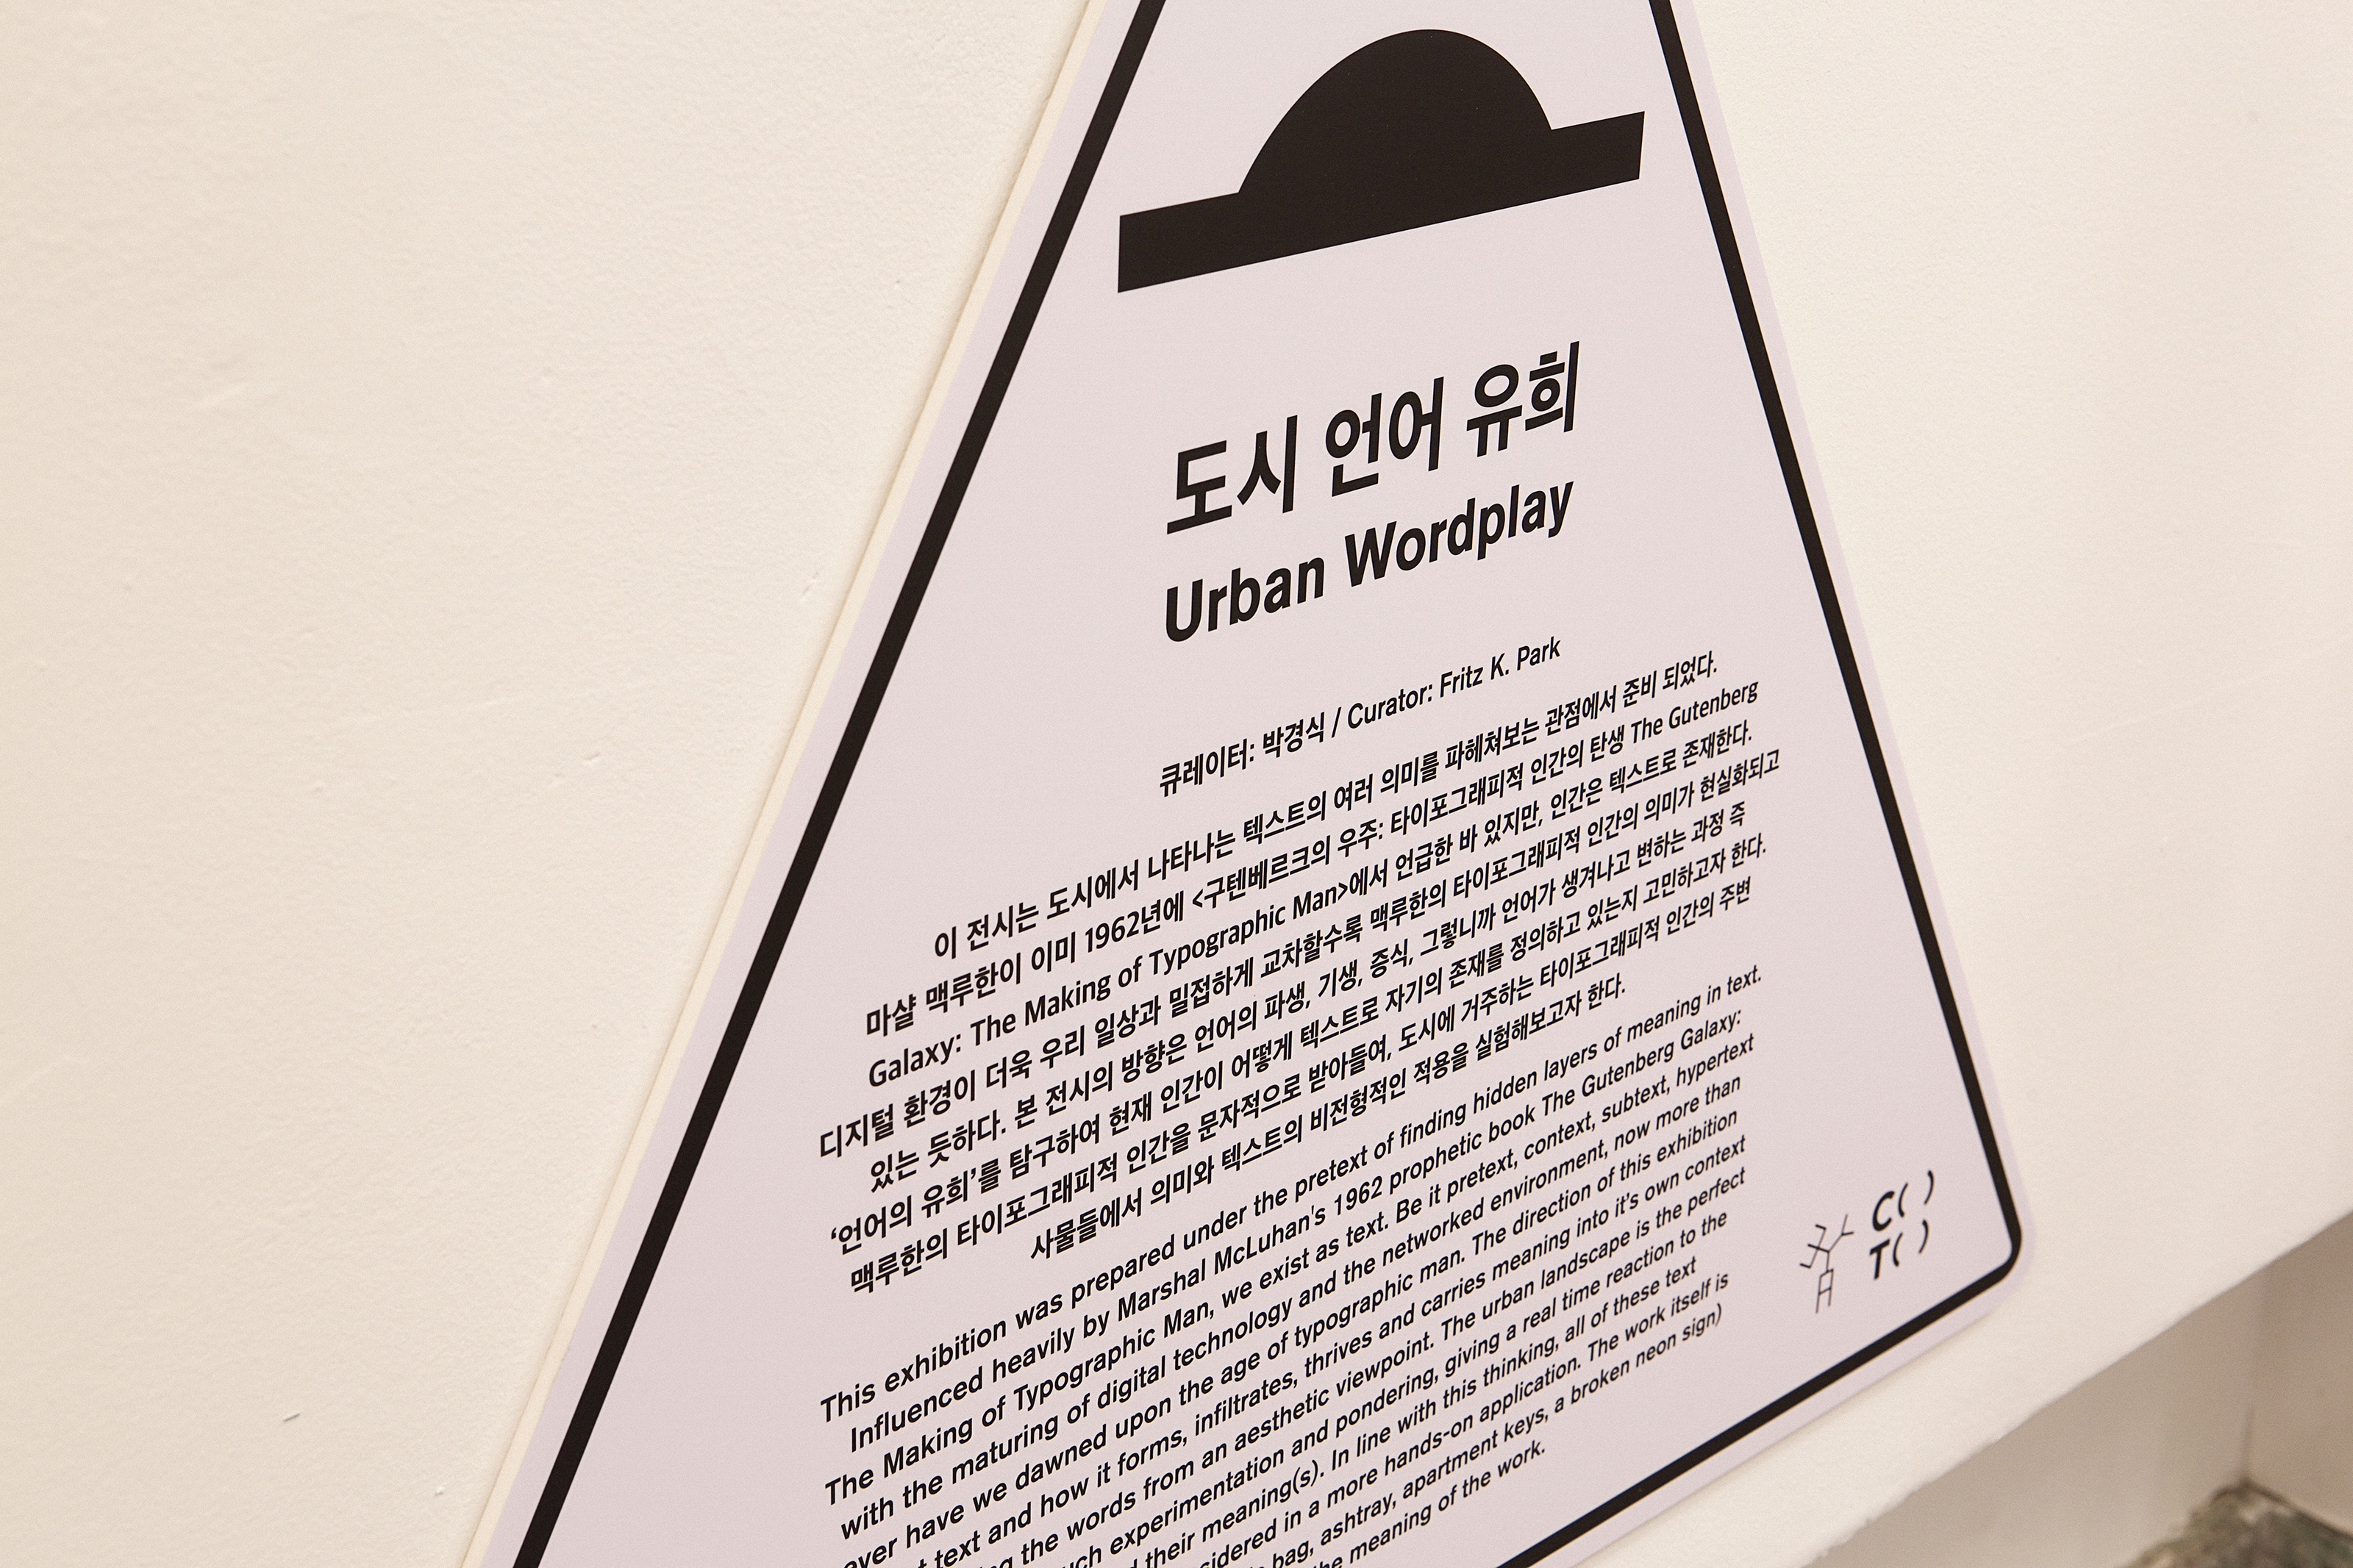 도시 언어 유희
Urban Wordplay
큐레이터: 박경식 / Curator: Fritz K. Park
이 전시는 도시에서 나타나는 텍스트의 여러 의미를 파헤쳐보는 관점에서 준비 되었다.
마샬 맥루한이 이미 1962년에 <구텐베르크의 우주: 타이포그래피적 인간의 탄생 The Gutenberg
Galaxy: The Making of Typographic Man>에서 언급한 바 있지만, 인간은 텍스트로 존재한다.
디지털 환경이 더욱 우리 일상과 밀접하게 교차할수록 맥루한의 타이포그래피적 인간의 의미가 현실화되고
있는 듯하다. 본 전시의 방향은 언어의 파생, 기생, 증식, 그렇니까 언어가 생겨나고 변하는 과정 즉
‘언어의 유희’를 탐구하여 현재 인간이 어떻게 텍스트로 자기의 존재를 정의하고 있는지 고민하고자 한다.
맥루한의 타이포그래피적 인간을 문자적으로 받아들여, 도시에 거주하는 타이포그래피적 인간의 주변
사물들에서 의미와 텍스트의 비전형적인 적용을 실험해보고자 한다.
This exhibition was prepared under the pretext of finding hidden layers of meaning in text.
Influenced heavily by Marshal McLuhan's 1962 prophetic book The Gutenberg Galaxy:
The Making of Typographic Man, we exist as text. Be it pretext, context, subtext, hypertext
with the maturing of digital technology and the networked environment, now more than
ever have we dawned upon the age of typographic man. The direction of this exhibition
text and how it forms, infiltrates, thrives and carries meaning into it's own context
the words from an aesthetic viewpoint. The urban landscape is the perfect
experimentation and pondering, giving a real time reaction to the
their meaning(s). In line with this thinking, all of these text
in a more hands-on application. The work itself is
bag, ashtray, apartment keys, a broken neon sign)
meaning of the work.
C( )
T( )